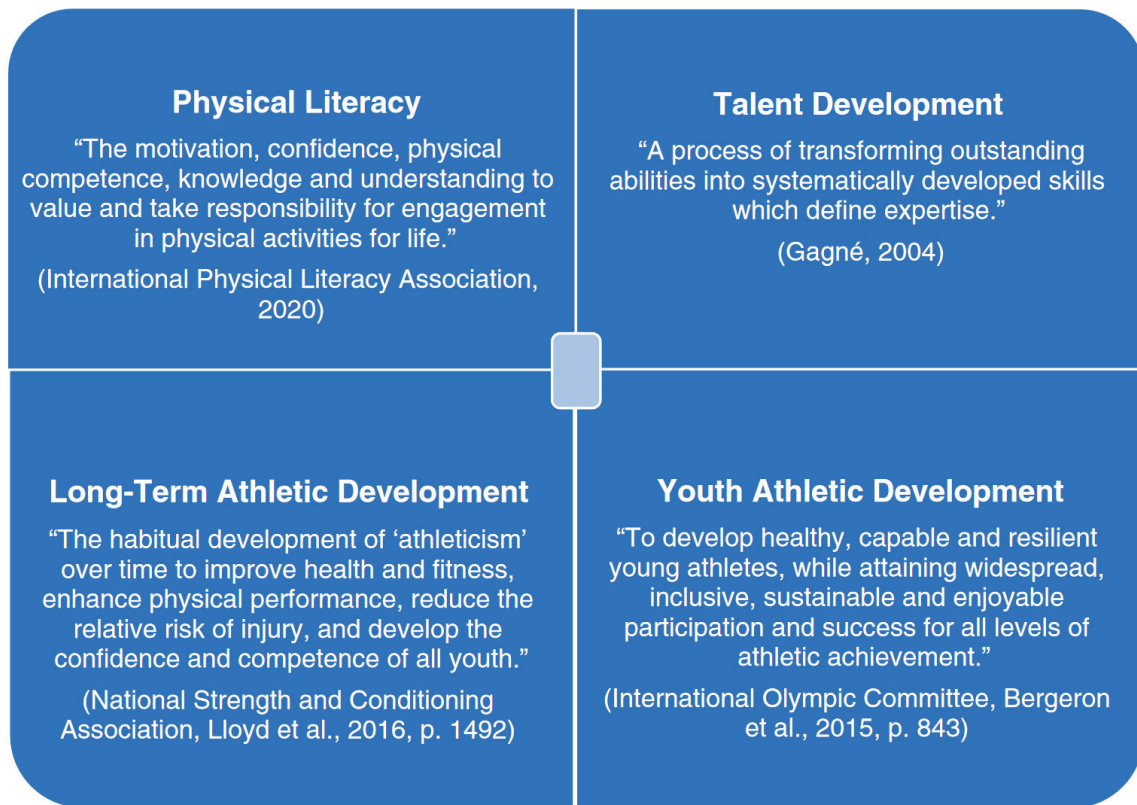 Physical Literacy
“The motivation, confidence, physical
competence, knowledge and understanding to
value and take responsibility for engagement
in physical activities for life.”
(International Physical Literacy Association,
2020)
Talent Development
“A process of transforming outstanding
abilities into systematically developed skills
which define expertise.”
(Gagné, 2004)
Long-Term Athletic Development
“The habitual development of ‘athleticism’
over time to improve health and fitness,
enhance physical performance, reduce the
relative risk of injury, and develop the
confidence and competence of all youth.”
(National Strength and Conditioning
Association, Lloyd et al., 2016, p. 1492)
Youth Athletic Development
“To develop healthy, capable and resilient
young athletes, while attaining widespread,
inclusive, sustainable and enjoyable
participation and success for all levels of
athletic achievement.”
(International Olympic Committee, Bergeron
et al., 2015, p. 843)